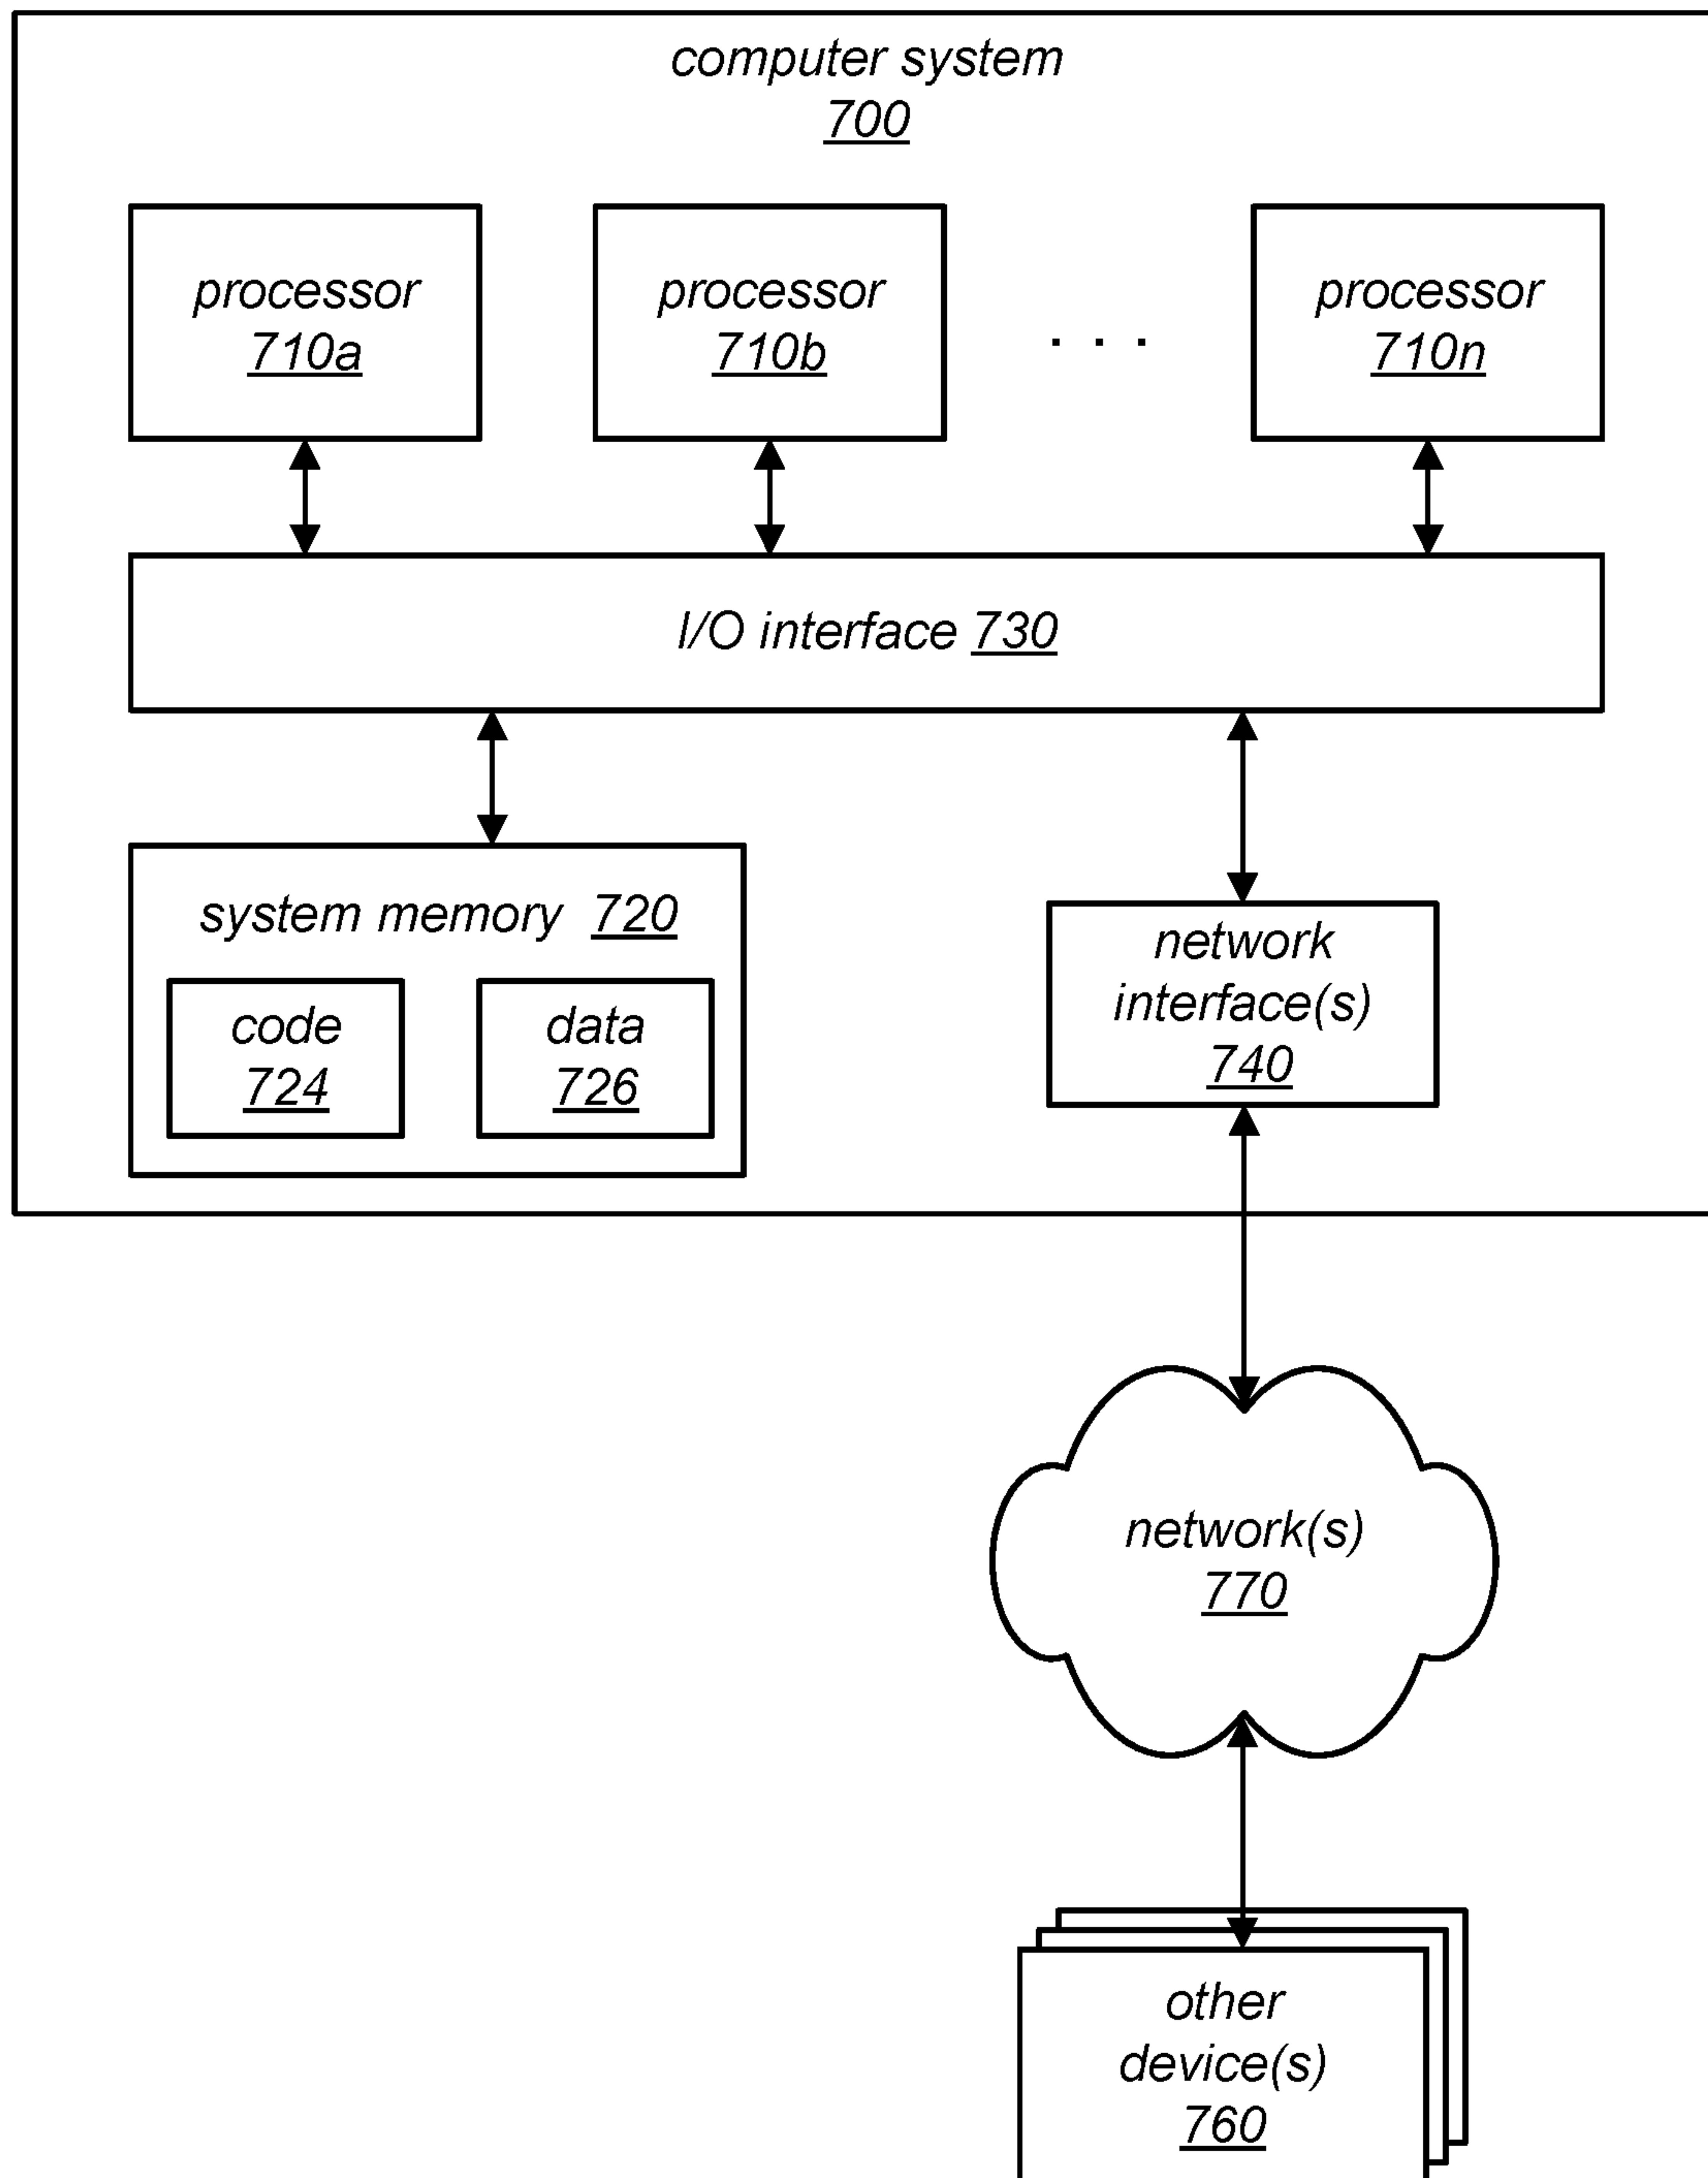 computer system
700
processor
710a
processor
710b
. . .
processor
710n
I/O interface 730
system memory 720
code
724
data
726
network
interface(s)
740
network(s)
770
other
device(s)
760